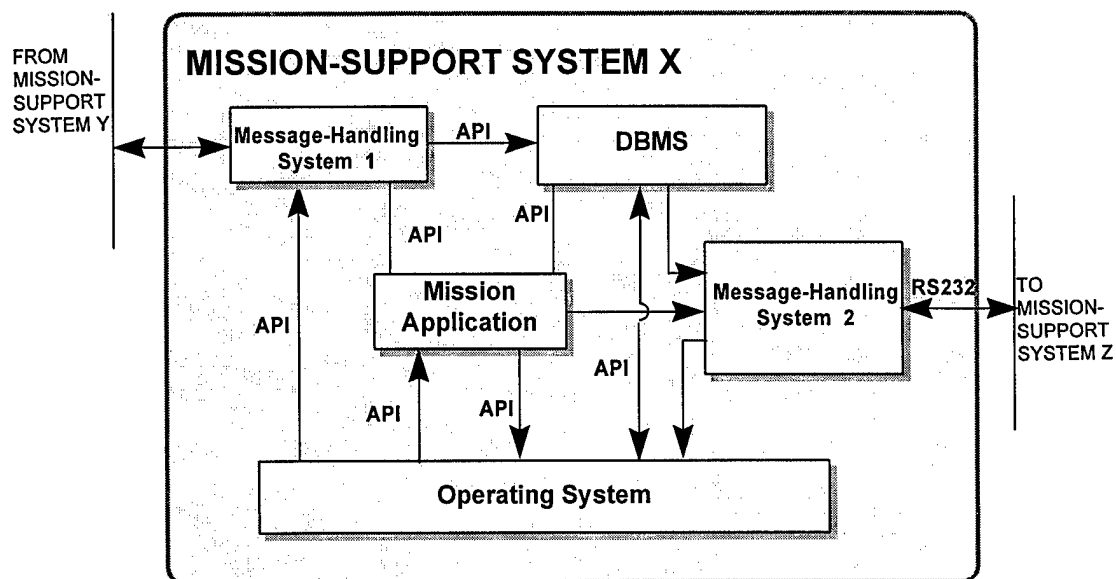 FROM
MISSION-
SUPPORT
SYSTEM Y
MISSION-SUPPORT SYSTEM X
Message-Handling
System 1
API
DBMS
API
API
Mission
Application
Message-Handling
System 2
RS232
TO
MISSION-
SUPPORT
SYSTEM Z
API
API
API
API
Operating System